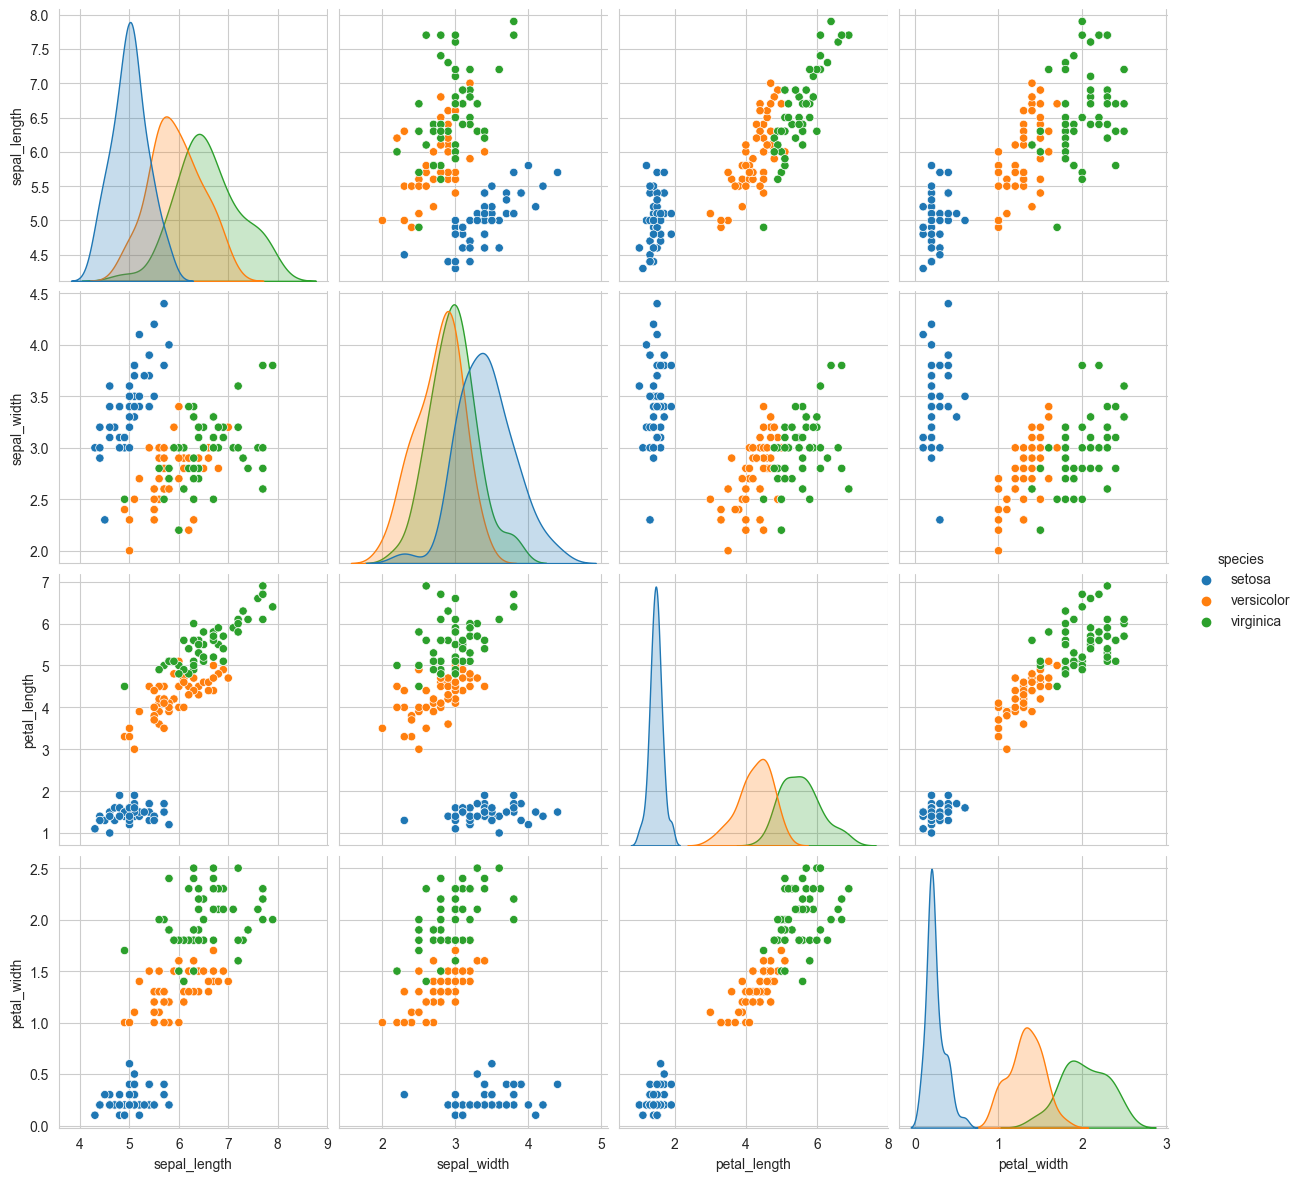 8.0
7.5
7.0
6.5
6.0
5.5
5.0
4.5
sepal_length
4.5
4.0
3.5
3.0
2.5
2.0
sepal_width
7
6
5
4
3
2
1
petal_length
2.5
2.0
1.5
1.0
0.5
0.0
petal_width
4 5 6 7 8 9
sepal_length
2 3 4 5
sepal_width
2 4 6 8
petal_length
0 1 2 3
petal_width
species
setosa
versicolor
virginica